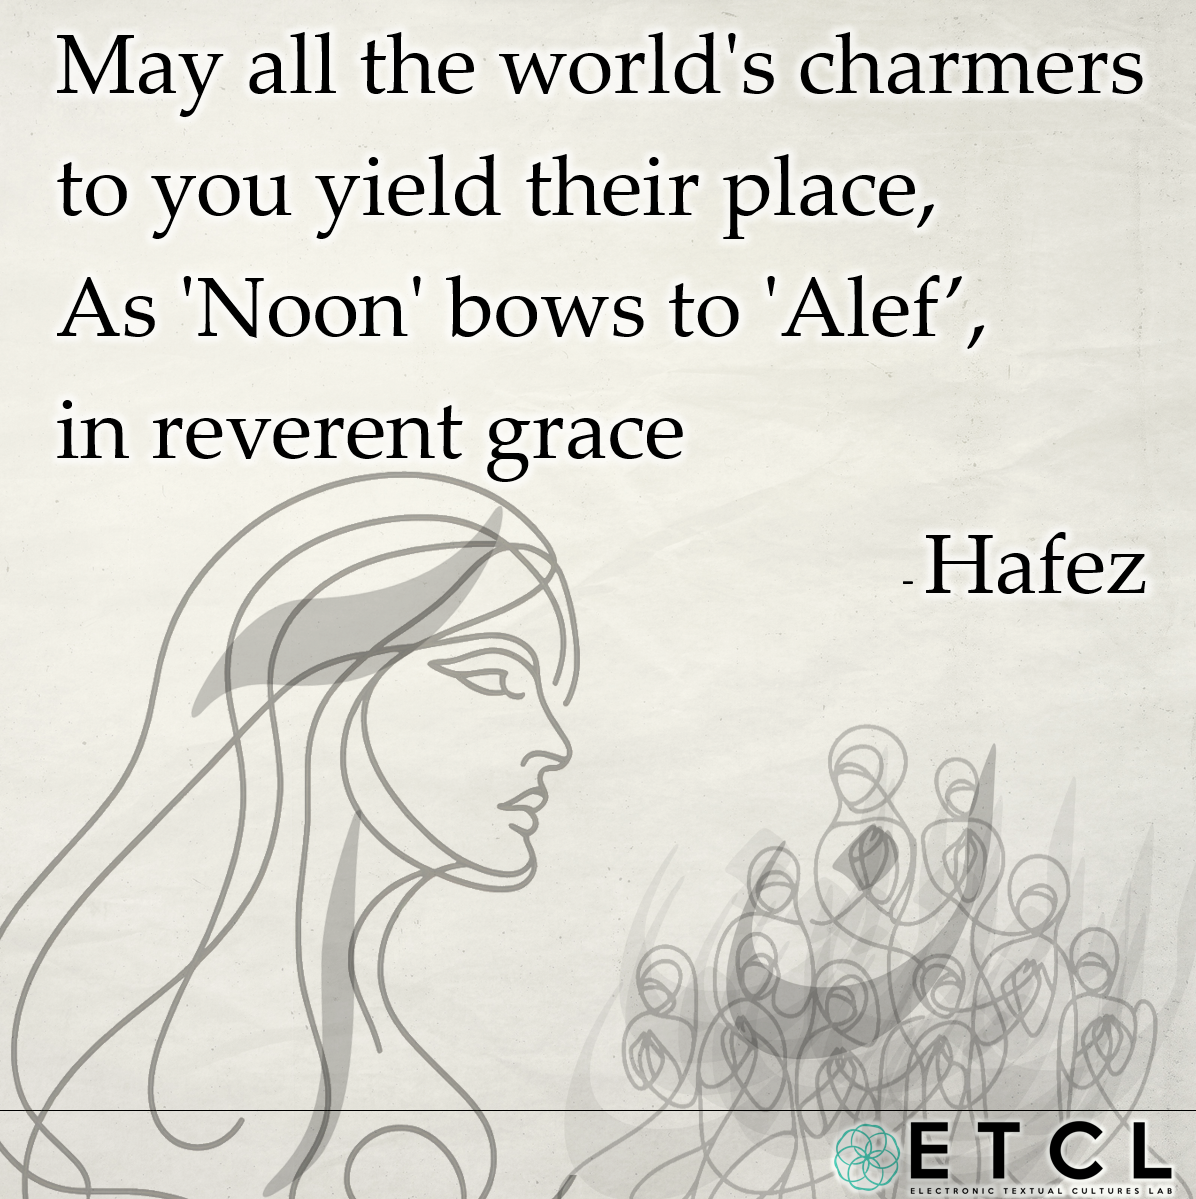 May all the world's charmers
to you yield their place,
As 'Noon' bows to 'Alef’,
in reverent grace
- Hafez
ETCL
ELECTRONIC TEXTUAL CULTURES LAB